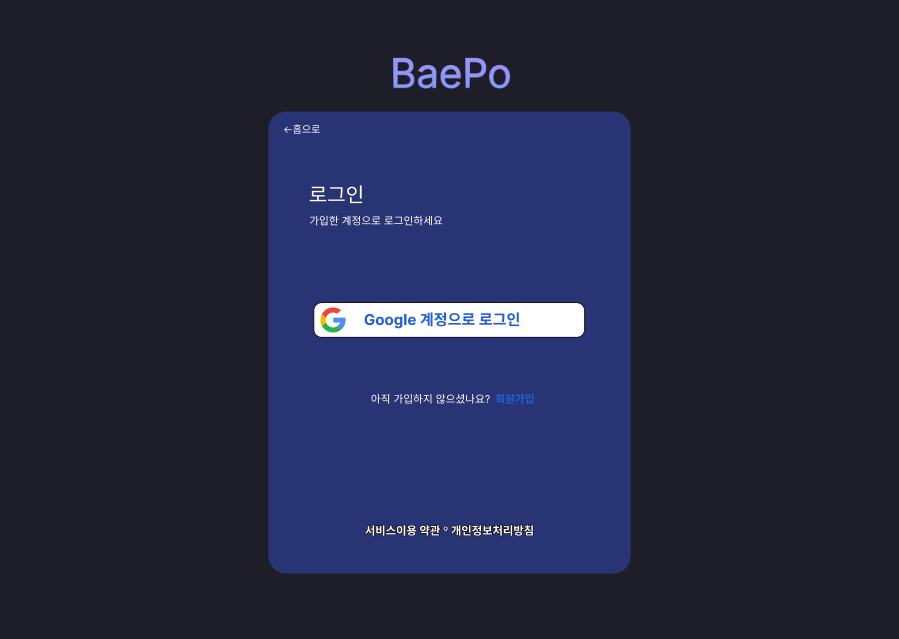 BaePo
←홈으로
로그인
가입한 계정으로 로그인하세요
Google 계정으로 로그인
아직 가입하지 않으셨나요? 회원가입
서비스이용 약관 º 개인정보처리방침